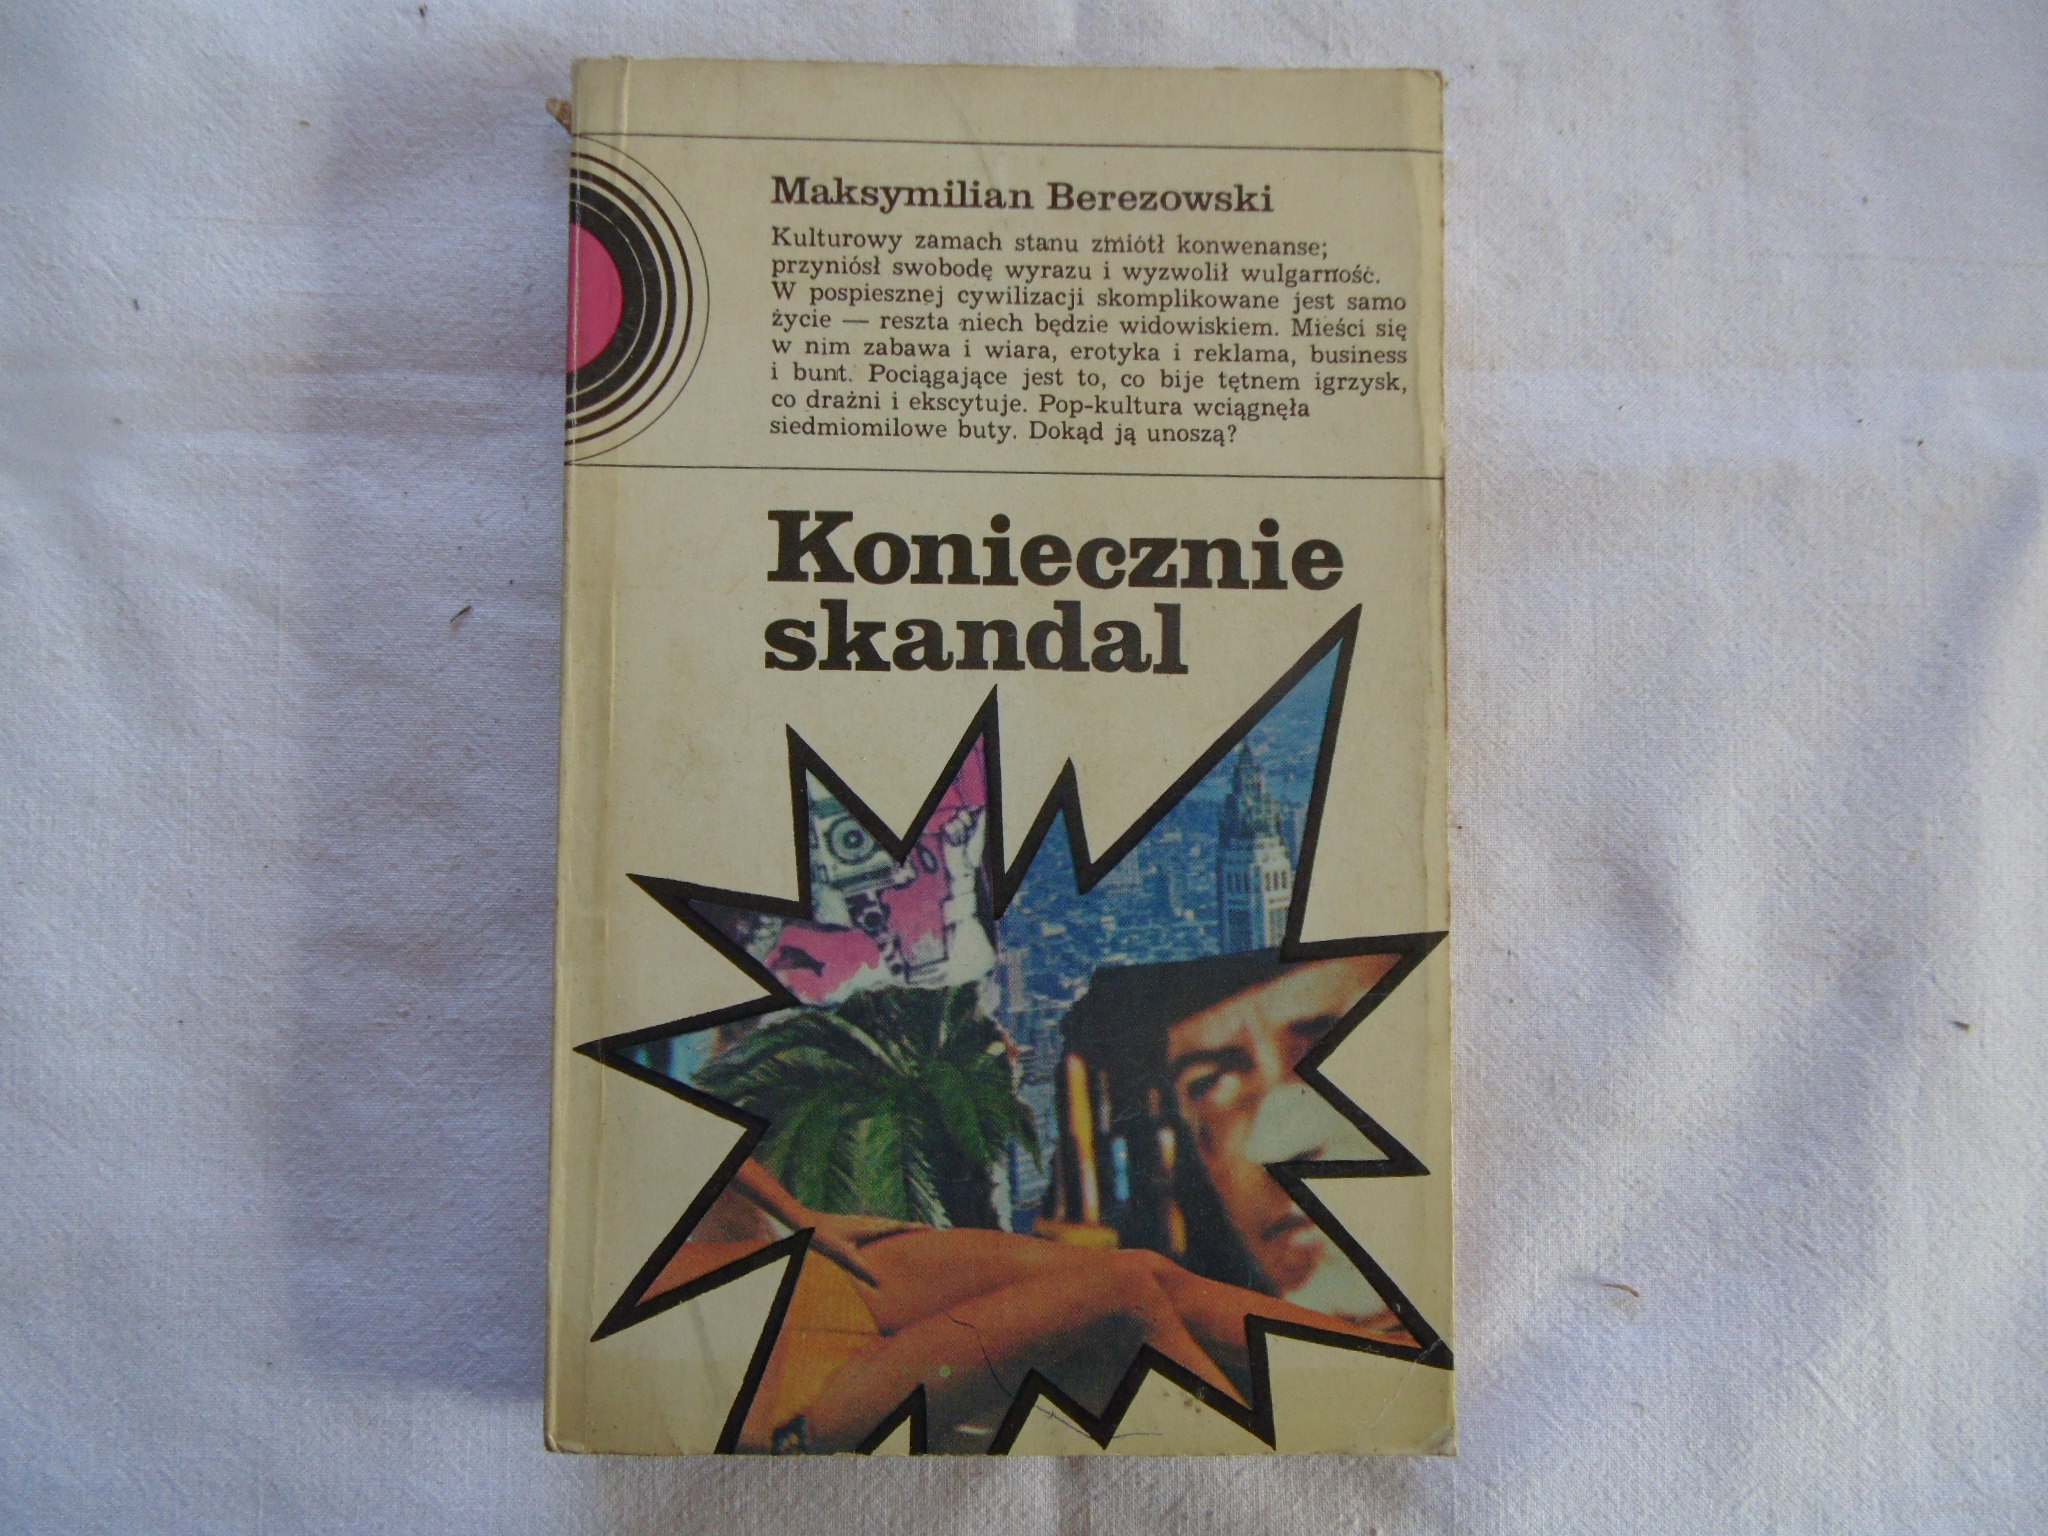 Maksymilian Berezowski
Kulturowy zamach stanu zmiótł konwenanse;
przyniósł swobodę wyrazu i wyzwolił wulgarność.
W pospiesznej cywilizacji skomplikowane jest samo
życie — reszta niech będzie widowiskiem. Mieści się
w nim zabawa i wiara, erotyka i reklama, business
i bunt. Pociągające jest to, co bije tętnem igrzysk,
co drażni i ekscytuje. Pop-kultura wciągnęła
siedmiomilowe buty. Dokąd ją unoszą?
Koniecznie
skandal